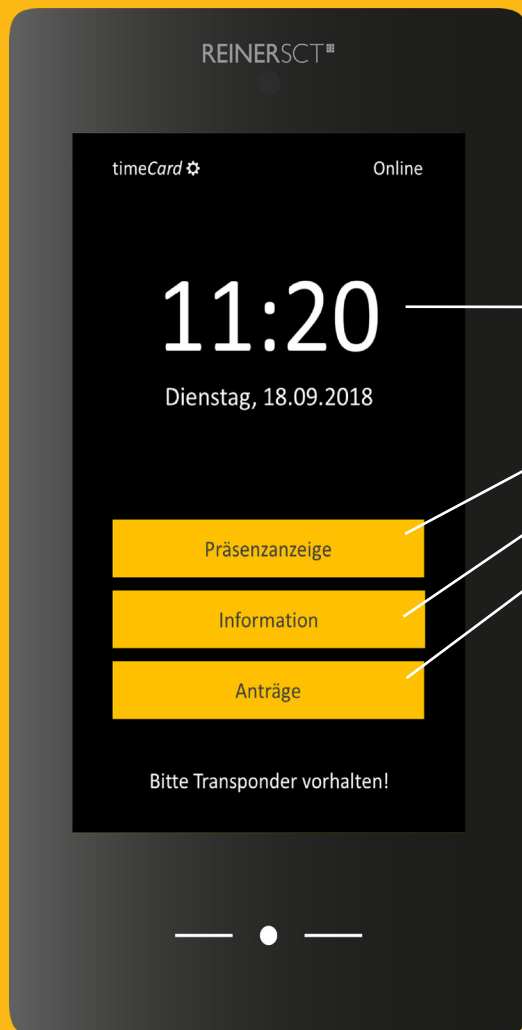 REINERSCT
timeCard Online
11:20
Dienstag, 18.09.2018
Präsenzanzeige
Information
Anträge
Bitte Transponder vorhalten!